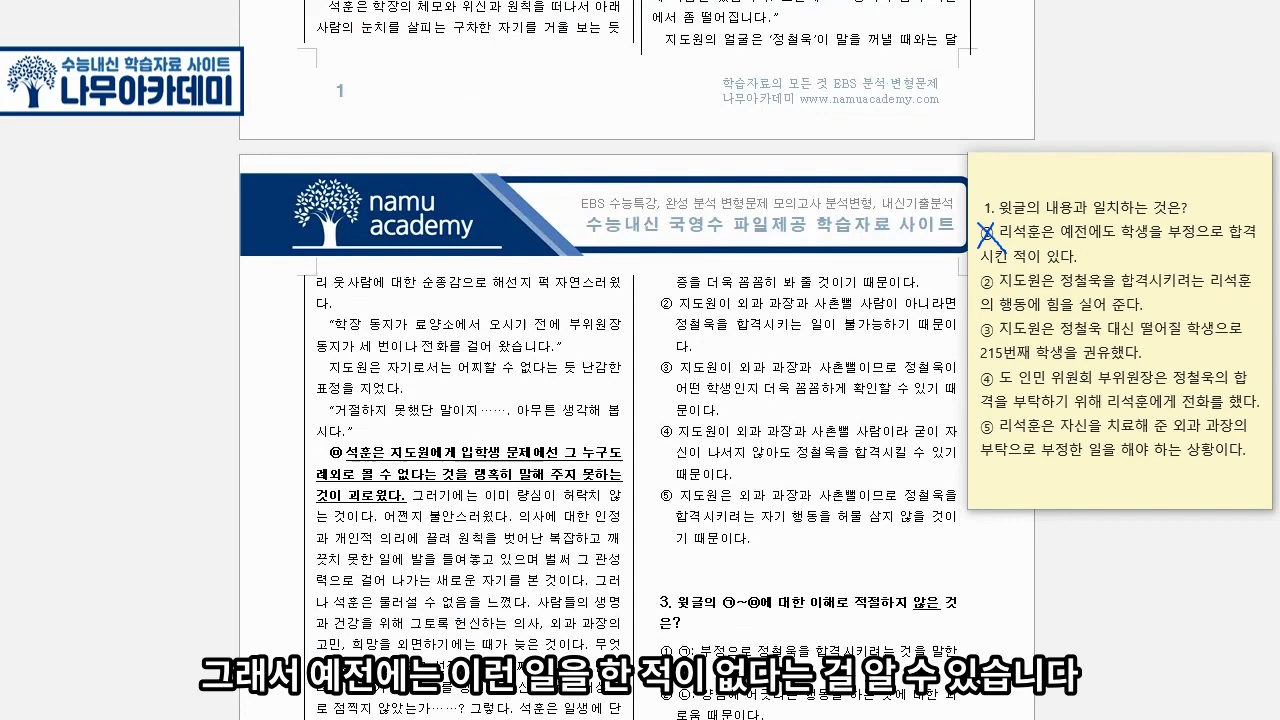 석훈은 학장의 체모와 위신과 원칙을 떠나서 아래
사람의 눈치를 살피는 구차한 자기를 거울 보는 듯
에서 좀 떨어집니다.”
지도원의 얼굴은 ‘정철욱’이 말을 꺼낼 때와는 달
1
학습자료의 모든 것 EBS 분석·변형문제
나무아카데미 www.namuacademy.com
수능내신 학습자료 사이트
나무아카데미
namu
academy
EBS 수능특강, 완성 분석 변형문제 모의고사 분석변형, 내신기출분석
수능내신 국영수 파일제공 학습자료 사이트
리 웃사람에 대한 순종감으로 해선지 퍽 자연스러웠
다.
“학장 동지가 료양소에서 오시기 전에 부위원장
동지가 세 번이나 전화를 걸어 왔습니다.”
지도원은 자기로서는 어찌할 수 없다는 듯 난감한
표정을 지었다.
“거절하지 못했단 말이지……. 아무튼 생각해 봅
시다.”
ⓜ 석훈은 지도원에게 입학생 문제에선 그 누구도
례외로 볼 수 없다는 것을 랭혹히 말해 주지 못하는
것이 괴로웠다. 그러기에는 이미 량심이 허락치 않
는 것이다. 어쩐지 불안스러웠다. 의사에 대한 인정
과 개인적 의리에 끌려 원칙을 벗어난 복잡하고 깨
끗치 못한 일에 발을 들여놓고 있으며 벌써 그 관성
력으로 걸어 나가는 새로운 자기를 본 것이다. 그러
나 석훈은 물러설 수 없음을 느꼈다. 사람들의 생명
과 건강을 위해 그토록 헌신하는 의사, 외과 과장의
고민, 희망을 외면하기에는 때가 늦은 것이다. 무엇
로 점찍지 않았는가……? 그렇다. 석훈은 일생에 단
증을 더욱 꼼꼼히 봐 줄 것이기 때문이다.
② 지도원이 외과 과장과 사촌뻘 사람이 아니라면
정철욱을 합격시키는 일이 불가능하기 때문이
다.
③ 지도원이 외과 과장과 사촌뻘이므로 정철욱이
어떤 학생인지 더욱 꼼꼼하게 확인할 수 있기 때
문이다.
④ 지도원이 외과 과장과 사촌뻘 사람이라 굳이 자
신이 나서지 않아도 정철욱을 합격시킬 수 있기
때문이다.
⑤ 지도원은 외과 과장과 사촌뻘이므로 정철욱을
합격시키려는 자기 행동을 허물 삼지 않을 것이
기 때문이다.
3. 윗글의 ㉠~ⓜ에 대한 이해로 적절하지 않은 것
은?
① ㉠: 부정으로 정철욱을 합격시키려는 것을 말한
로움 때문이다.
1. 윗글의 내용과 일치하는 것은?
① 리석훈은 예전에도 학생을 부정으로 합격
시킨 적이 있다.
② 지도원은 정철욱을 합격시키려는 리석훈
의 행동에 힘을 실어 준다.
③ 지도원은 정철욱 대신 떨어질 학생으로
215번째 학생을 권유했다.
④ 도 인민 위원회 부위원장은 정철욱의 합
격을 부탁하기 위해 리석훈에게 전화를 했다.
⑤ 리석훈은 자신을 치료해 준 외과 과장의
부탁으로 부정한 일을 해야 하는 상황이다.
그래서 예전에는 이런 일을 한 적이 없다는 걸 알 수 있습니다